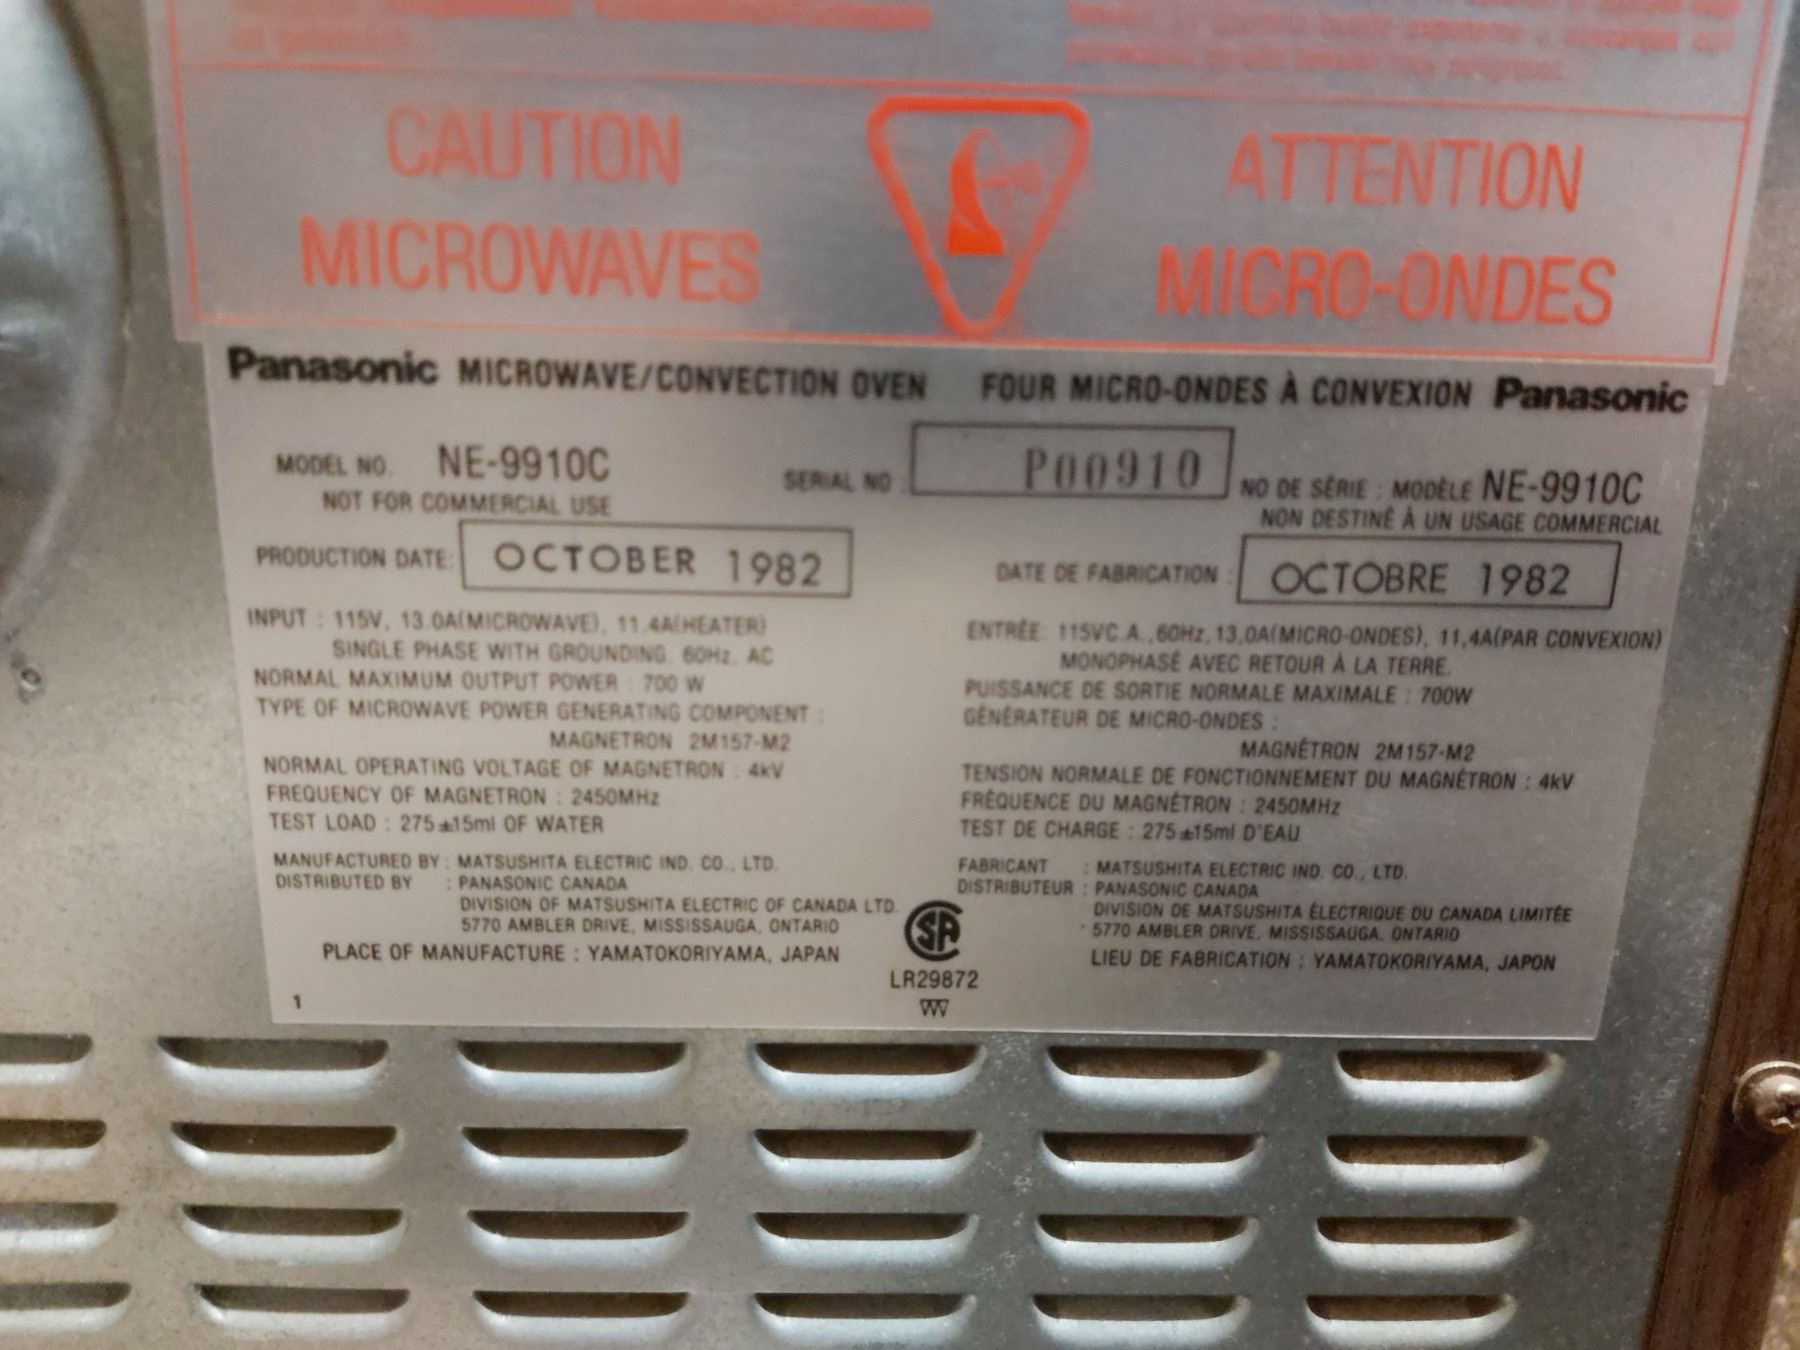 CAUTION
MICROWAVES
ATTENTION
MICRO-ONDES
Panasonic MICROWAVE/CONVECTION OVEN
MODEL NO. NE-9910C
NOT FOR COMMERCIAL USE
SERIAL NO P00910
PRODUCTION DATE: OCTOBER 1982
INPUT : 115V, 13.0A(MICROWAVE), 11.4A(HEATER)
SINGLE PHASE WITH GROUNDING. 60Hz, AC
NORMAL MAXIMUM OUTPUT POWER : 700 W
TYPE OF MICROWAVE POWER GENERATING COMPONENT :
MAGNETRON 2M157-M2
NORMAL OPERATING VOLTAGE OF MAGNETRON : 4kV
FREQUENCY OF MAGNETRON : 2450MHz
TEST LOAD : 275±15ml OF WATER
MANUFACTURED BY : MATSUSHITA ELECTRIC IND. CO., LTD.
DISTRIBUTED BY : PANASONIC CANADA
DIVISION OF MATSUSHITA ELECTRIC OF CANADA LTD.
5770 AMBLER DRIVE, MISSISSAUGA, ONTARIO
PLACE OF MANUFACTURE : YAMATOKORIYAMA, JAPAN
1
FOUR MICRO-ONDES À CONVEXION Panasonic
NO DE SÉRIE : MODÈLE NE-9910C
NON DESTINÉ À UN USAGE COMMERCIAL
DATE DE FABRICATION : OCTOBRE 1982
ENTRÉE: 115VC.A.,60Hz,13,0A(MICRO-ONDES), 11,4A(PAR CONVEXION)
MONOPHASÉ AVEC RETOUR À LA TERRE.
PUISSANCE DE SORTIE NORMALE MAXIMALE : 700W
GÉNÉRATEUR DE MICRO-ONDES :
MAGNÉTRON 2M157-M2
TENSION NORMALE DE FONCTIONNEMENT DU MAGNÉTRON : 4kV
FRÉQUENCE DU MAGNÉTRON : 2450MHz
TEST DE CHARGE : 275±15ml D'EAU
FABRICANT : MATSUSHITA ELECTRIC IND. CO., LTD.
DISTRIBUTEUR : PANASONIC CANADA
DIVISION DE MATSUSHITA ÉLECTRIQUE DU CANADA LIMITÉE
5770 AMBLER DRIVE, MISSISSAUGA, ONTARIO
LIEU DE FABRICATION : YAMATOKORIYAMA, JAPON
SA
LR29872